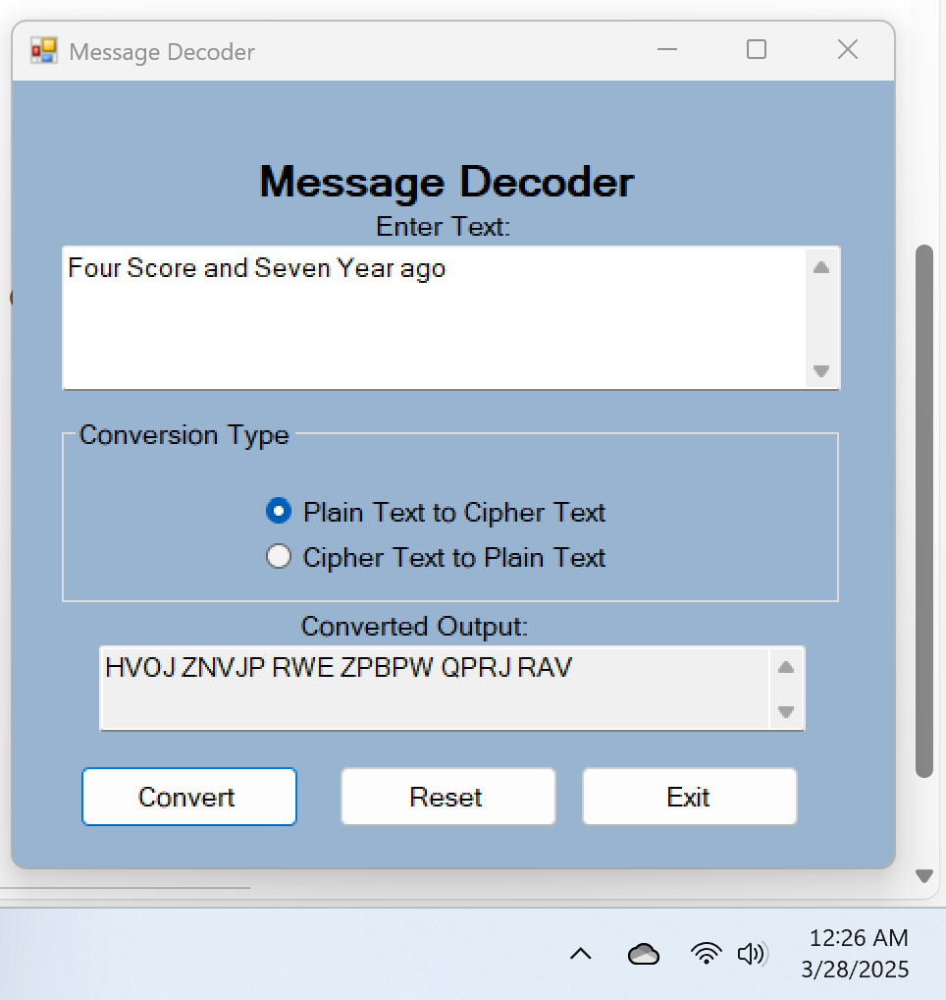 Message Decoder
Message Decoder
Enter Text:
Four Score and Seven Year ago
Conversion Type
Plain Text to Cipher Text
Cipher Text to Plain Text
Converted Output:
HVOJ ZNVJP RWE ZPBPW QPRJ RAV
Convert Reset Exit
12:26 AM
3/28/2025